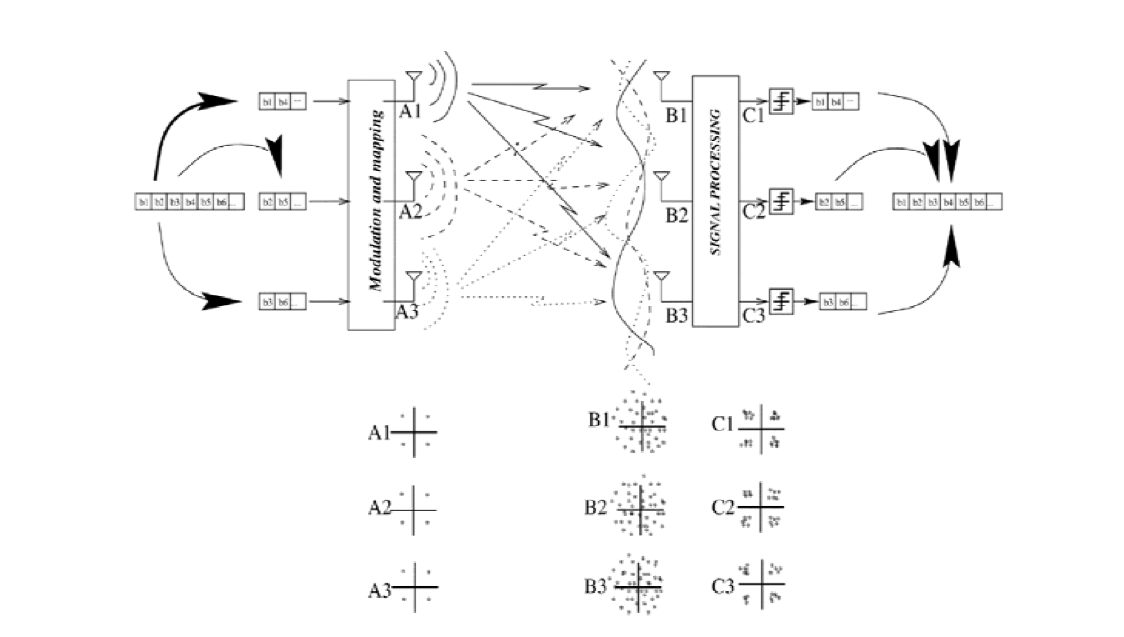 b1 b4 ...
A1
B1
C1
b1 b4 ...
b1 b2 b3 b4 b5 b6...
b2 b5 ...
Modulation and mapping
A2
B2
SIGNAL PROCESSING
C2
b2 b5 ...
b1 b2 b3 b4 b5 b6...
b3 b6 ...
A3
B3
C3
b3 b6 ...
A1
B1
C1
A2
B2
C2
A3
B3
C3